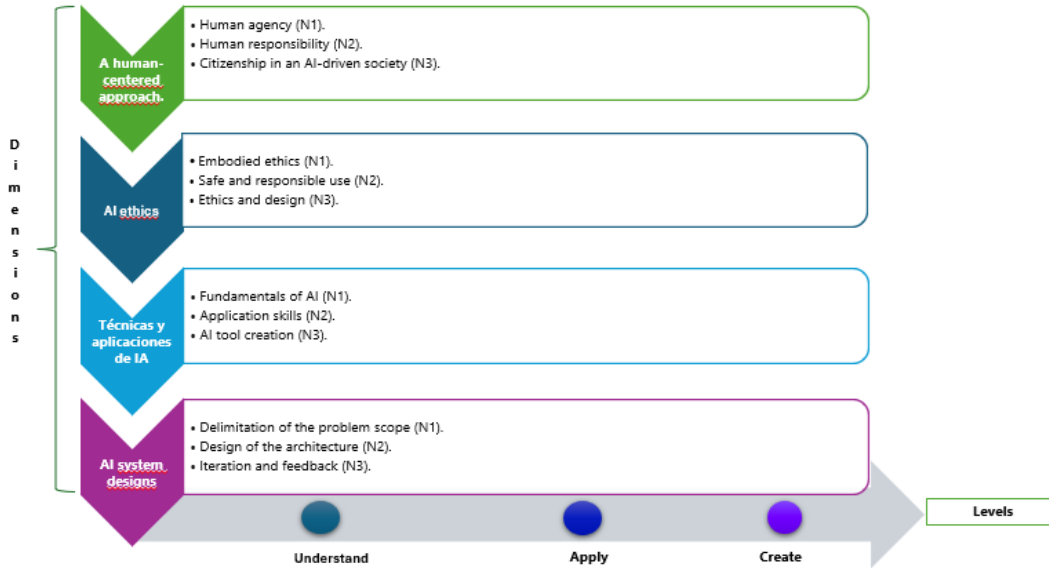 Dimensions
A human-
centered
approach.
• Human agency (N1).
• Human responsibility (N2).
• Citizenship in an AI-driven society (N3).
AI ethics
• Embodied ethics (N1).
• Safe and responsible use (N2).
• Ethics and design (N3).
Técnicas y
aplicaciones
de IA
• Fundamentals of AI (N1).
• Application skills (N2).
• AI tool creation (N3).
AI system
designs
• Delimitation of the problem scope (N1).
• Design of the architecture (N2).
• Iteration and feedback (N3).
Understand
Apply
Create
Levels